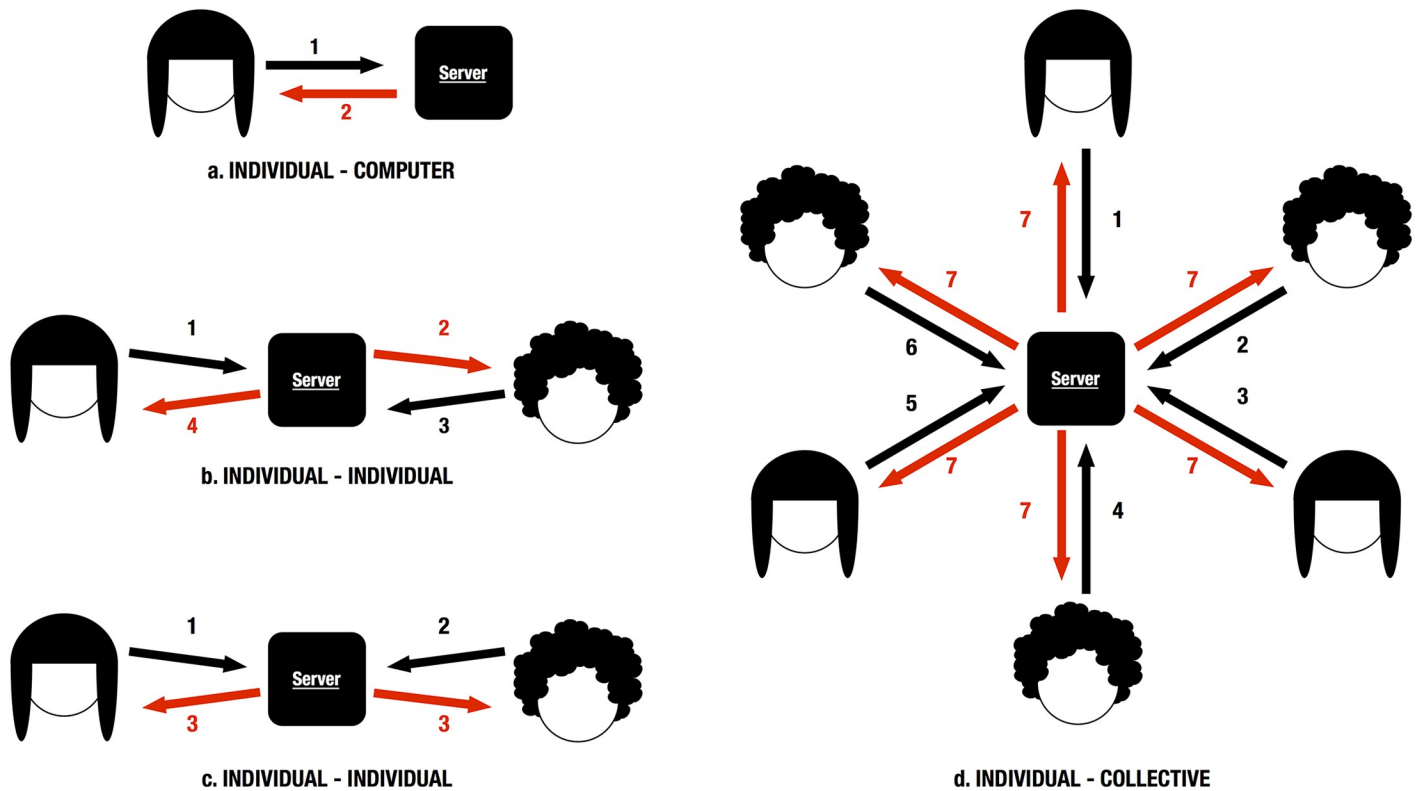 1
Server
2
a. INDIVIDUAL - COMPUTER
1
2
Server
4
3
b. INDIVIDUAL - INDIVIDUAL
1
2
Server
3
3
c. INDIVIDUAL - INDIVIDUAL
7
1
7
7
6
2
Server
5
3
7
7
7
4
d. INDIVIDUAL - COLLECTIVE